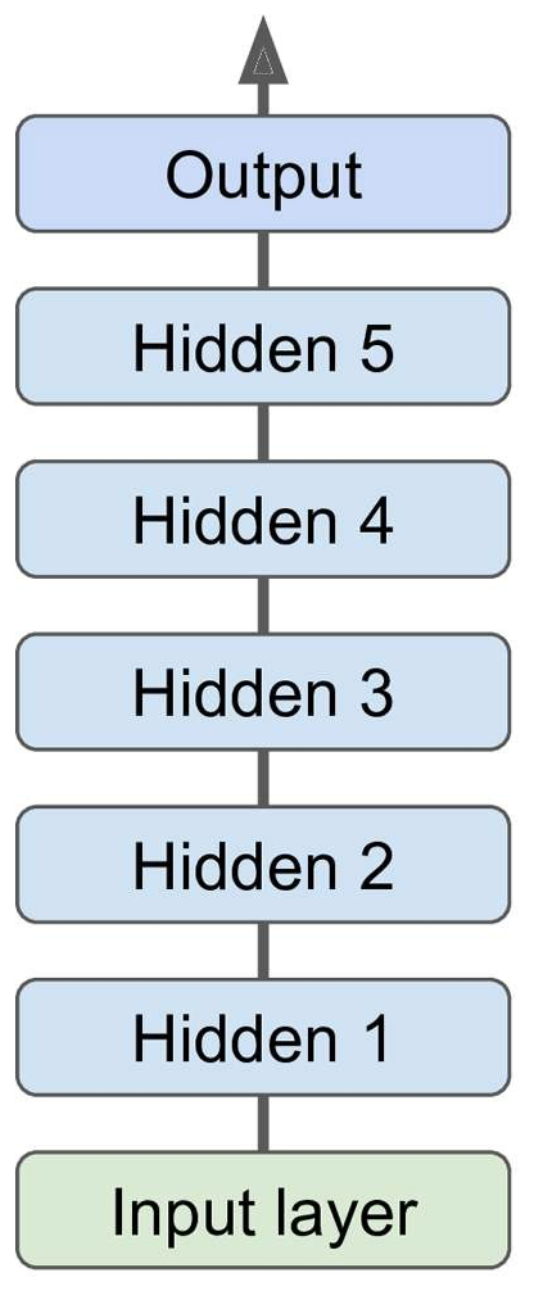 Output
Hidden 5
Hidden 4
Hidden 3
Hidden 2
Hidden 1
Input layer